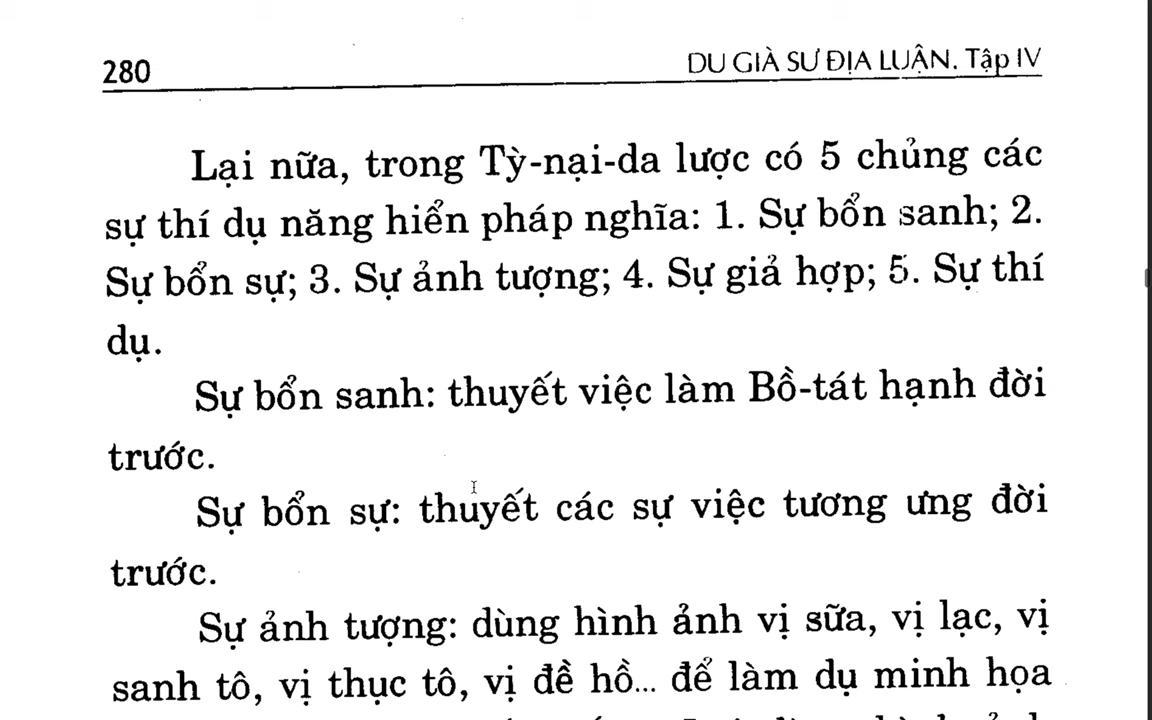 280
DU GIÀ SƯ ĐỊA LUẬN. Tập IV
Lại nữa, trong Tỳ-nại-da lược có 5 chủng các
sự thí dụ năng hiển pháp nghĩa: 1. Sự bổn sanh; 2.
Sự bổn sự; 3. Sự ảnh tượng; 4. Sự giả hợp; 5. Sự thí
dụ.
Sự bổn sanh: thuyết việc làm Bồ-tát hạnh đời
trước.
Sự bổn sự: thuyết các sự việc tương ưng đời
trước.
Sự ảnh tượng: dùng hình ảnh vị sữa, vị lạc, vị
sanh tô, vị thục tô, vị đề hồ... để làm dụ minh họa